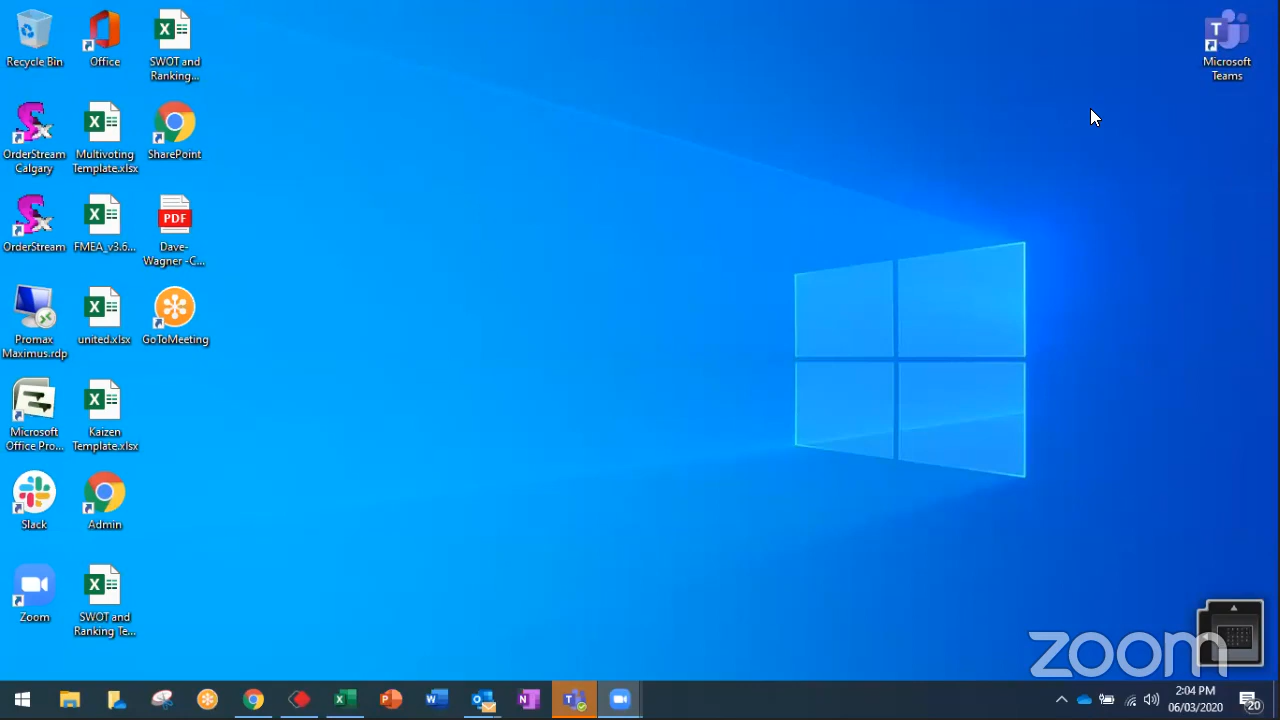 Recycle Bin
Office
SWOT and
Ranking...
Microsoft
Teams
OrderStream
Calgary
Multivoting
Template.xlsx
SharePoint
OrderStream
FMEA_v3.6...
PDF
Dave-
Wagner -C...
Promax
Maximus.rdp
united.xlsx
GoToMeeting
Microsoft
Office Pro...
Kaizen
Template.xlsx
Slack
Admin
Zoom
SWOT and
Ranking Te...
zoom
2:04 PM
06/03/2020
20